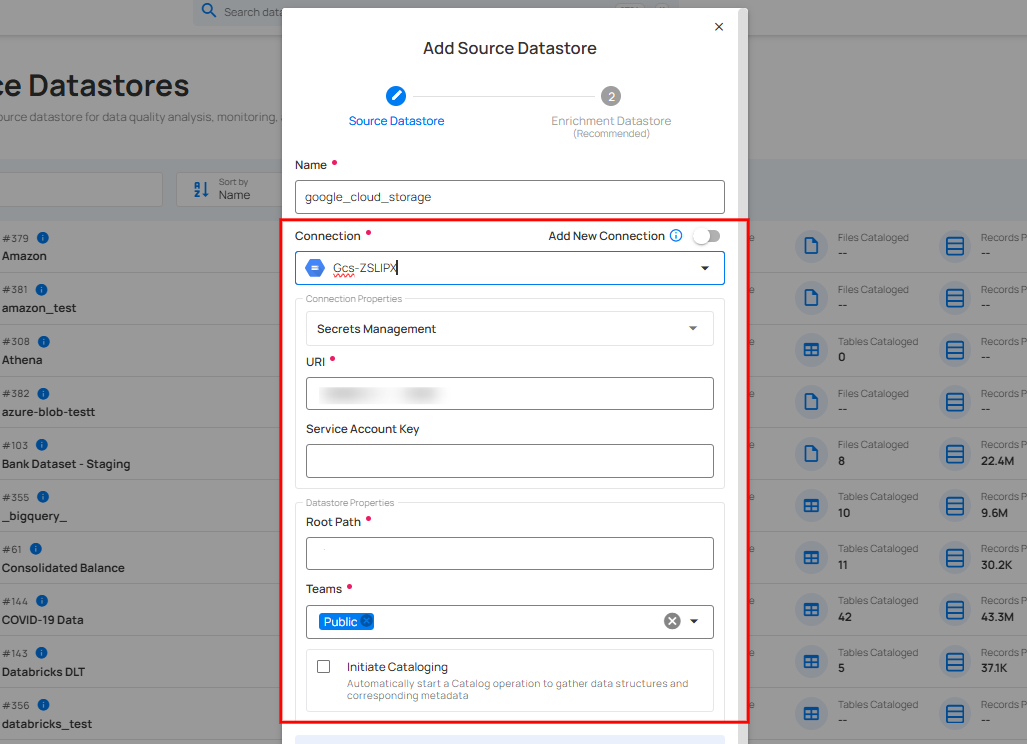 Search data
Add Source Datastore
Source Datastore
2
Enrichment Datastore
(Recommended)
ce Datastores
ource datastore for data quality analysis, monitoring,
Sort by
Name
Name •
google_cloud_storage
Connection •
Add New Connection
Gcs-ZSLIPX
Connection Properties
Secrets Management
URI •
Service Account Key
Datastore Properties
Root Path •
Teams •
Public
Initiate Cataloging
Automatically start a Catalog operation to gather data structures and
corresponding metadata
#379
Amazon
Files Cataloged
--
Records P
--
#381
amazon_test
Files Cataloged
--
Records P
--
#308
Athena
Tables Cataloged
0
Records P
--
#382
azure-blob-testt
Files Cataloged
--
Records P
--
#103
Bank Dataset - Staging
Files Cataloged
8
Records P
22.4M
#355
_bigquery_
Tables Cataloged
10
Records P
9.6M
#61
Consolidated Balance
Tables Cataloged
11
Records P
30.2K
#144
COVID-19 Data
Tables Cataloged
42
Records P
43.3M
#143
Databricks DLT
Tables Cataloged
5
Records P
37.1K
#356
databricks_test
Tables Cataloged
--
Records P
--